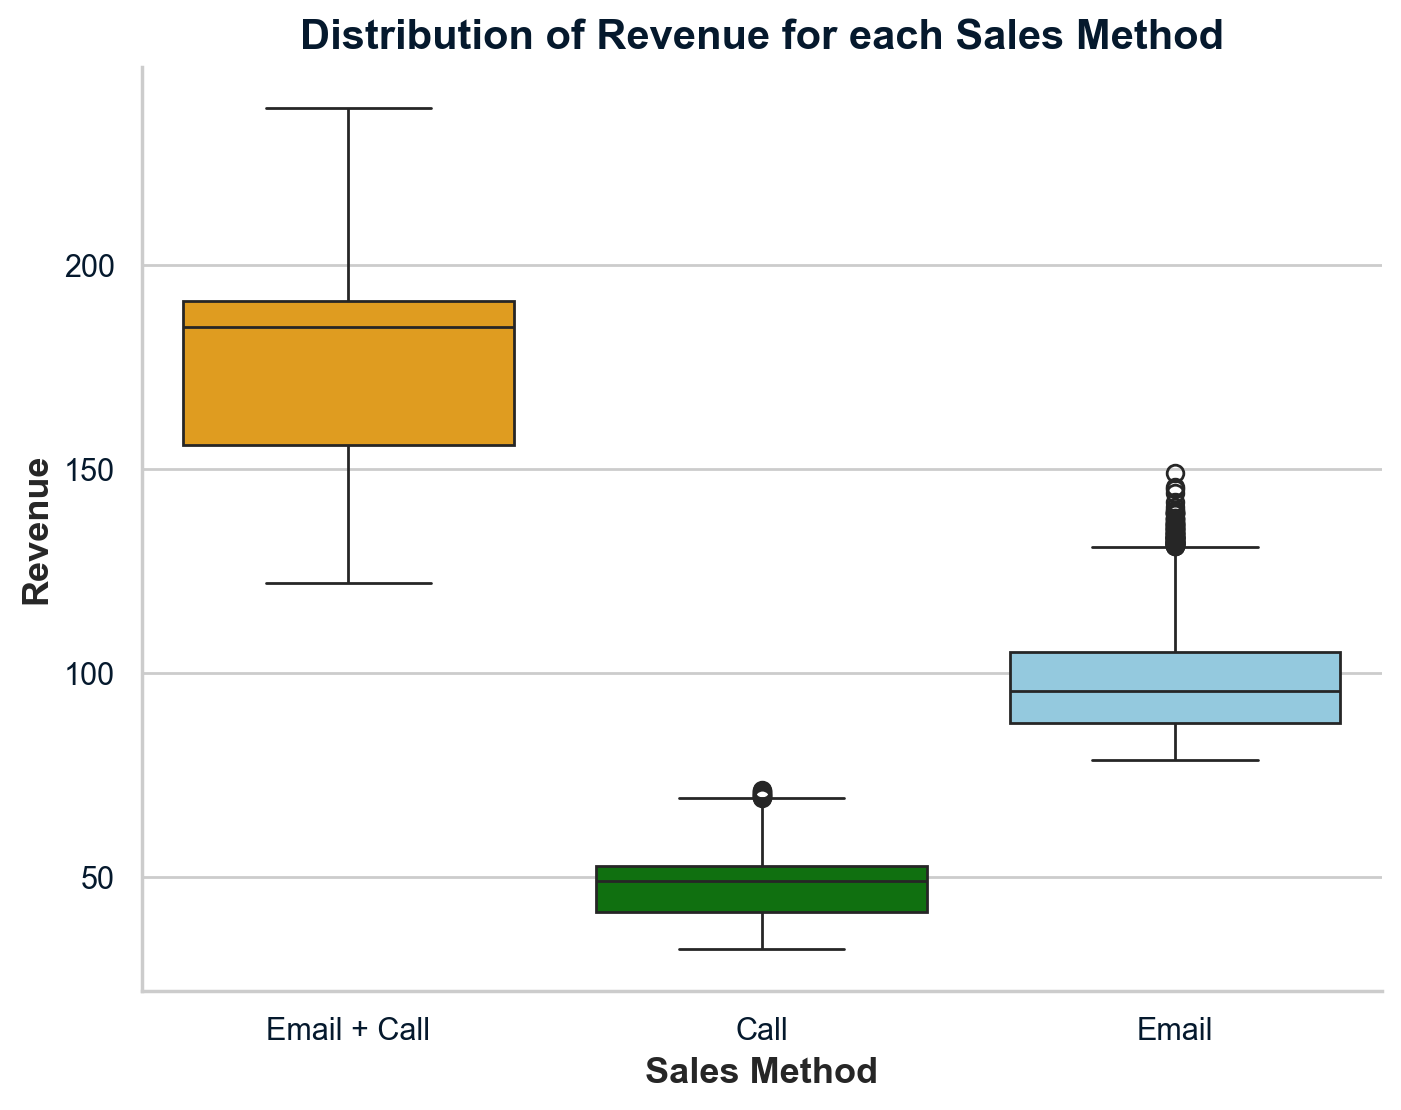 Distribution of Revenue for each Sales Method
Revenue
200
150
100
50
Email + Call
Call
Email
Sales Method